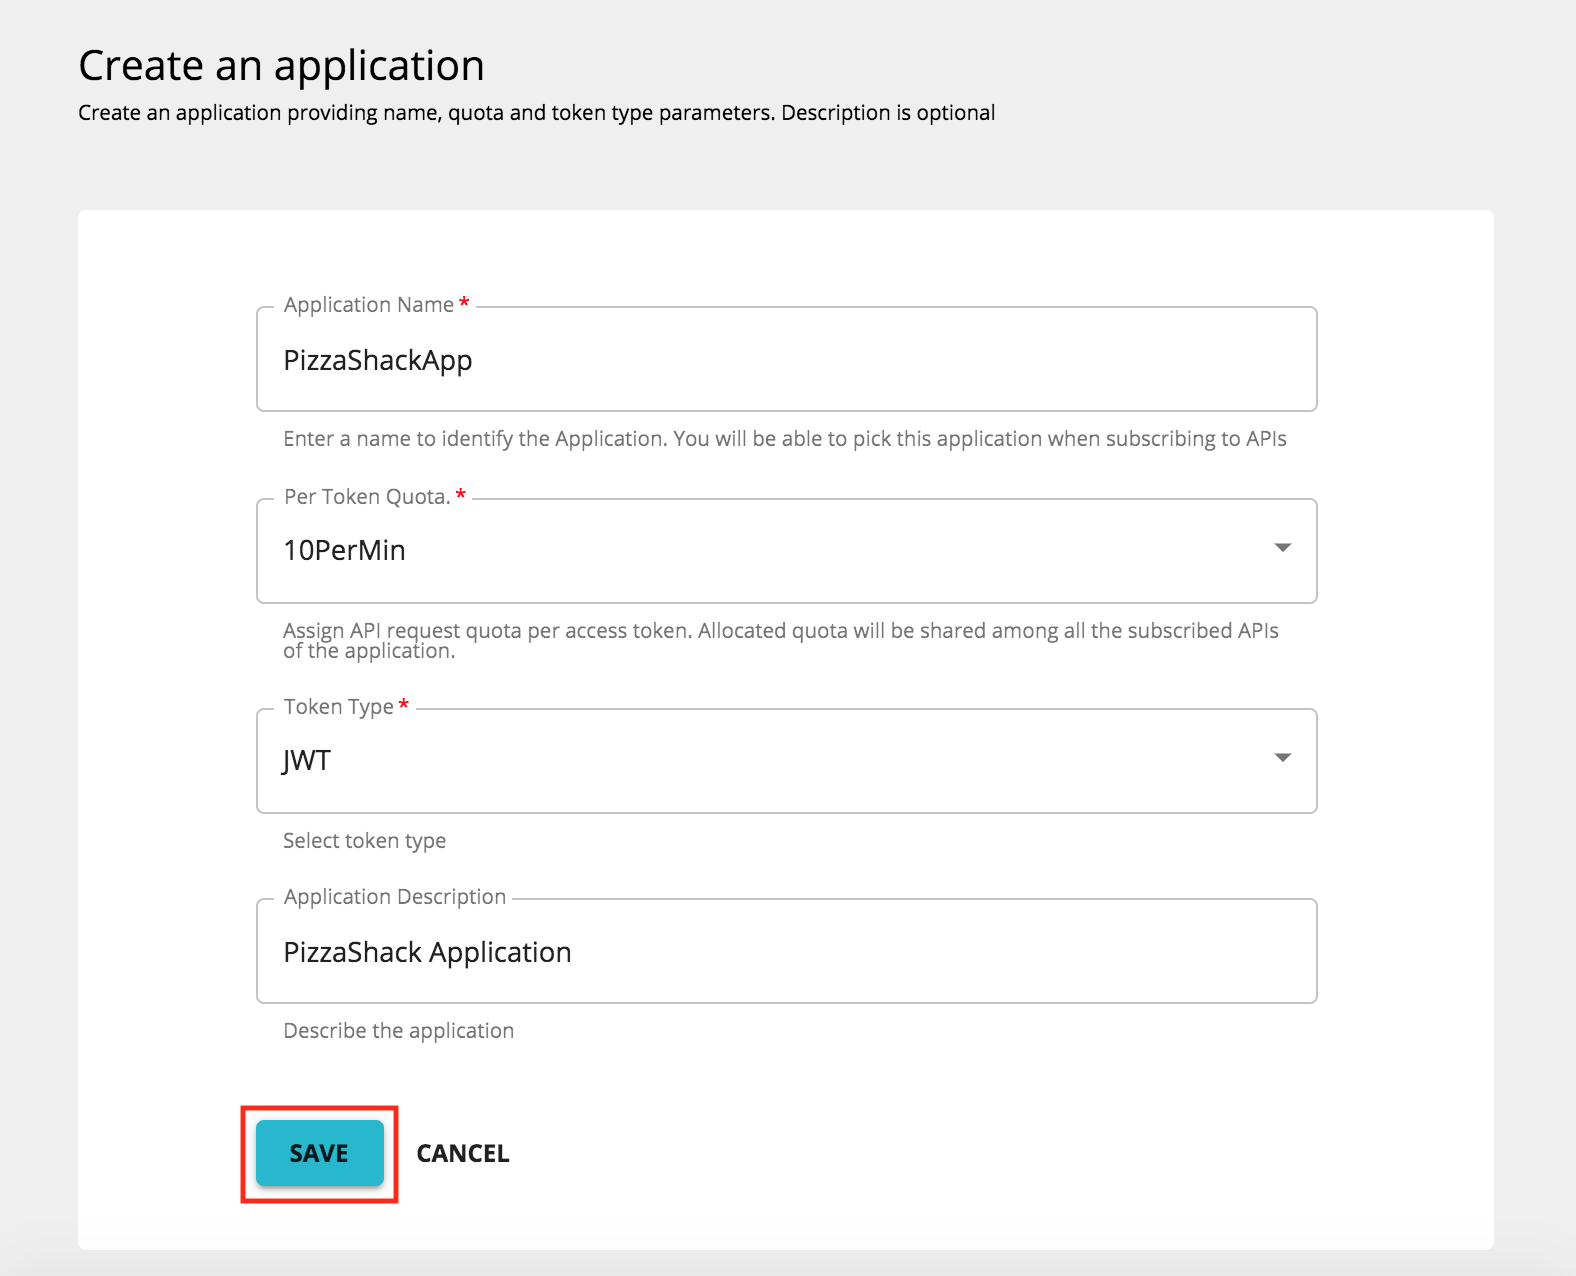 Create an application
Create an application providing name, quota and token type parameters. Description is optional
Application Name *
PizzaShackApp
Enter a name to identify the Application. You will be able to pick this application when subscribing to APIs
Per Token Quota. *
10PerMin
Assign API request quota per access token. Allocated quota will be shared among all the subscribed APIs
of the application.
Token Type *
JWT
Select token type
Application Description
PizzaShack Application
Describe the application
SAVE CANCEL